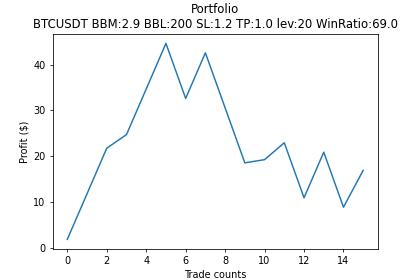 Portfolio
BTCUSDT BBM:2.9 BBL:200 SL:1.2 TP:1.0 lev:20 WinRatio:69.0
40
30
20
10
0
Profit ($)
0 2 4 6 8 10 12 14
Trade counts